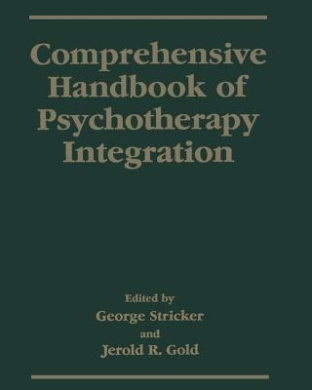 Comprehensive
Handbook of
Psychotherapy
Integration
Edited by
George Stricker
and
Jerold R. Gold